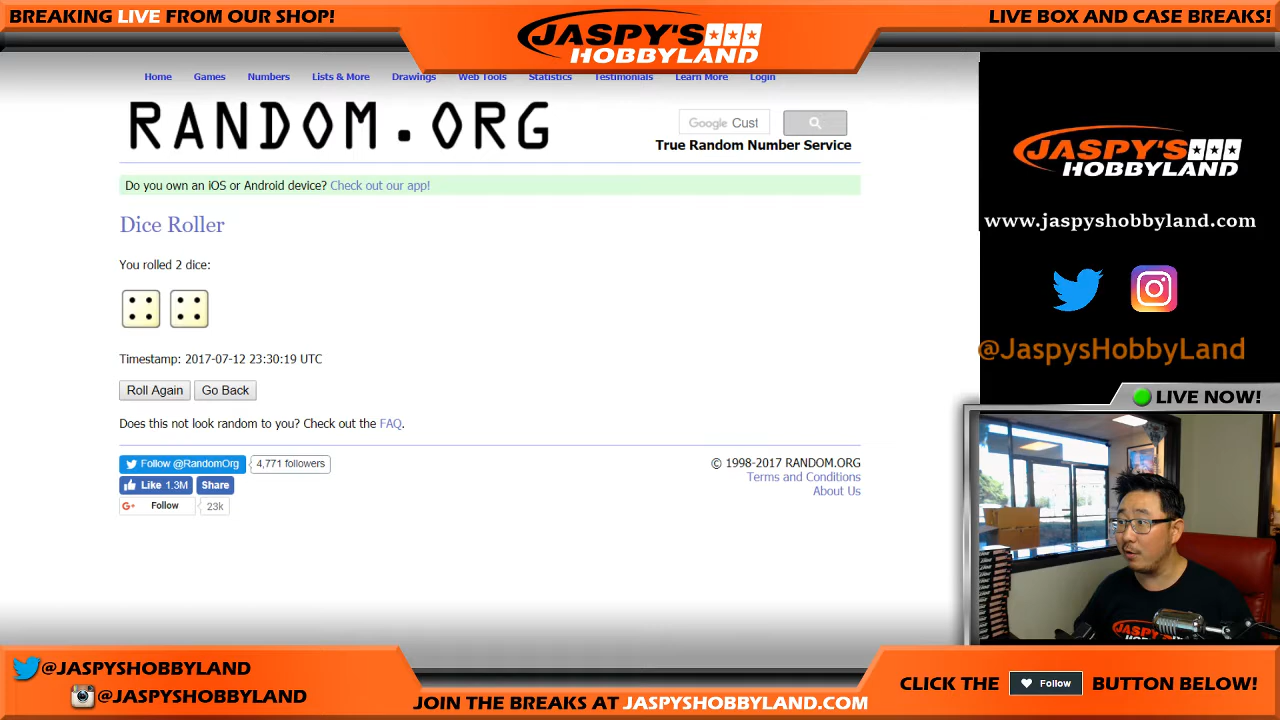 BREAKING LIVE FROM OUR SHOP!
JASPY'S
HOBBYLAND
LIVE BOX AND CASE BREAKS!
Home Games Numbers Lists & More Drawings Web Tools Statistics Testimonials Learn More Login
RANDOM.ORG
Google Cust
True Random Number Service
Do you own an iOS or Android device? Check out our app!
Dice Roller
You rolled 2 dice:
Timestamp: 2017-07-12 23:30:19 UTC
Roll Again Go Back
Does this not look random to you? Check out the FAQ.
Follow @RandomOrg 4,771 followers
Like 1.3M Share
G+ Follow 23k
© 1998-2017 RANDOM.ORG
Terms and Conditions
About Us
JASPY'S
HOBBYLAND
www.jaspyshobbyland.com
@JaspysHobbyLand
LIVE NOW!
JASPY'S
@JASPYSHOBBYLAND
@JASPYSHOBBYLAND
JOIN THE BREAKS AT JASPYSHOBBYLAND.COM
CLICK THE Follow BUTTON BELOW!